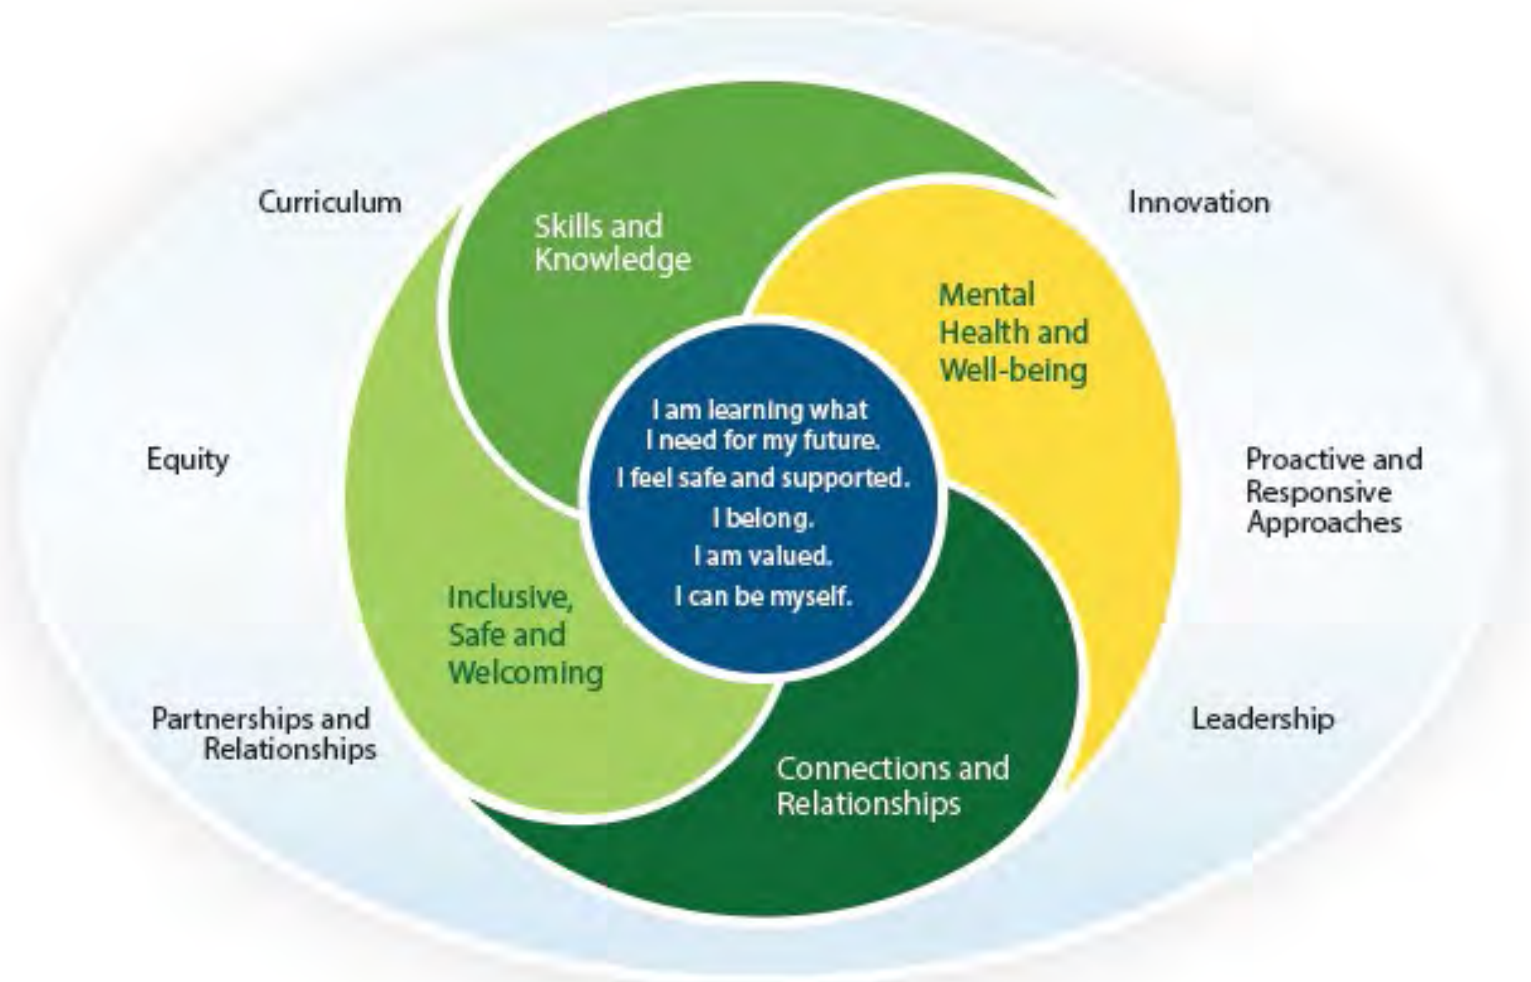 Curriculum
Innovation
Skills and
Knowledge
Mental
Health and
Well-being
I am learning what
I need for my future.
I feel safe and supported.
I belong.
I am valued.
I can be myself.
Equity
Proactive and
Responsive
Approaches
Inclusive,
Safe and
Welcoming
Partnerships and
Relationships
Leadership
Connections and
Relationships